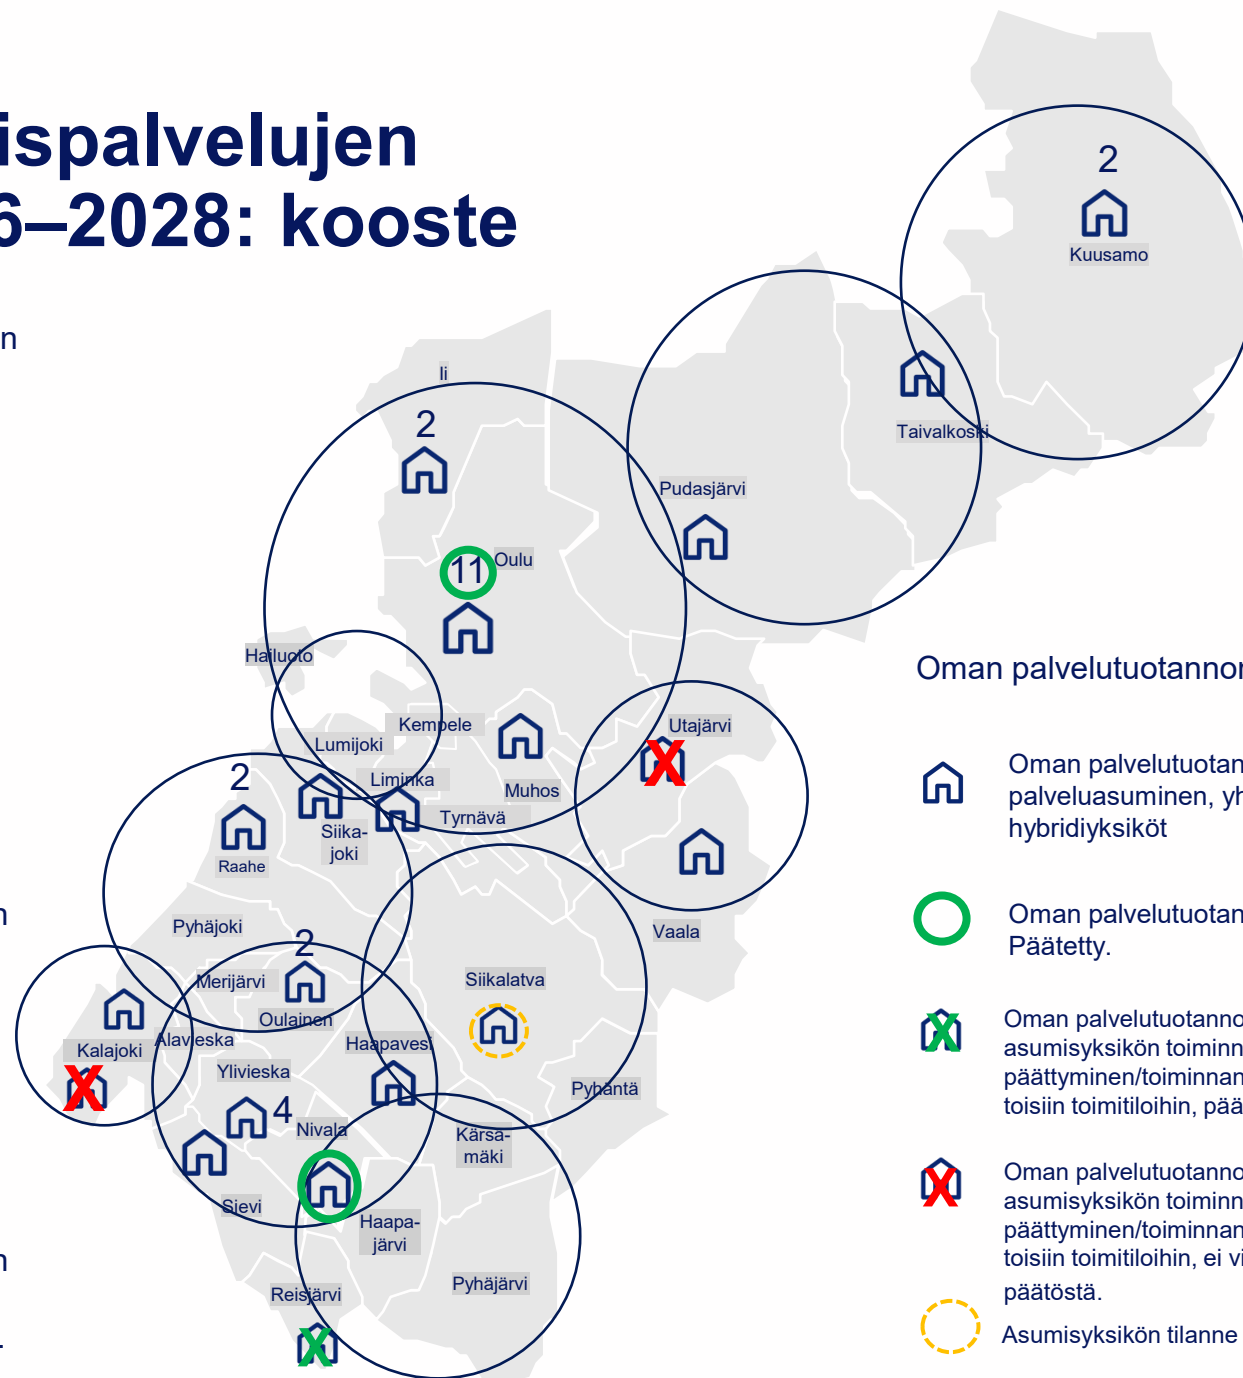 ispalvelujen
6–2028: kooste
n
n
n
.
2
Kuusamo
Ii
2
Taivalkoski
Pudasjärvi
11
Oulu
Hailuoto
Kempele
Lumijoki
Liminka
Muhos
Tyrnävä
Utajärvi
X
Vaala
2
Raahe
Siika-
joki
Pyhäjoki
Merijärvi
2
Oulainen
Siikalatva
Kalajoki
X
Alavieska
Haapavesi
Ylivieska
4
Nivala
Pyhäntä
Kärsä-
mäki
Sievi
Haapa-
järvi
Pyhäjärvi
Reisjärvi
X
Oman palvelutuotannon
Oman palvelutuotan
palveluasuminen, yh
hybridiyksiköt
Oman palvelutuotan
Päätetty.
X
Oman palvelutuotanno
asumisyksikön toiminn
päättyminen/toiminnan
toisiin toimitiloihin, pää
X
Oman palvelutuotanno
asumisyksikön toiminn
päättyminen/toiminnan
toisiin toimitiloihin, ei vi
päätöstä.
Asumisyksikön tilanne